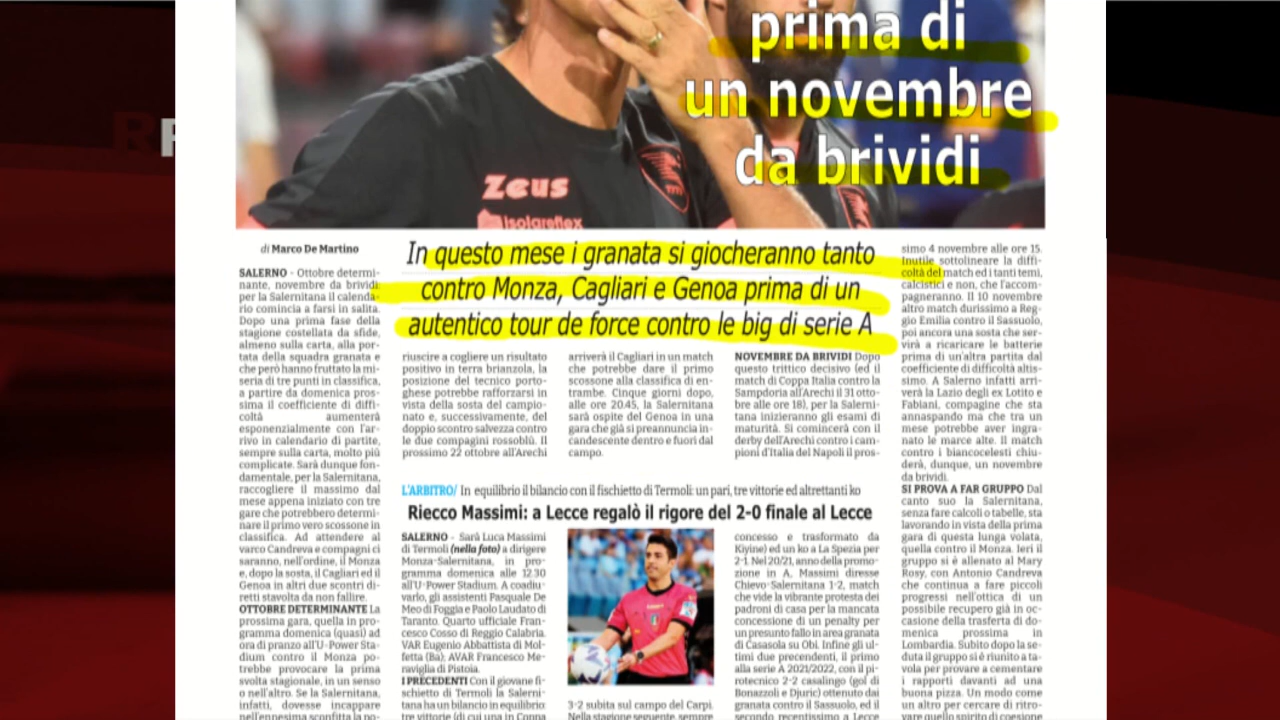 prima di
un novembre
da brividi
Zeus
isolareflex
di Marco De Martino
In questo mese i granata si giocheranno tanto
contro Monza, Cagliari e Genoa prima di un
autentico tour de force contro le big di serie A
SALERNO - Ottobre determi-
nante, novembre da brividi:
per la Salernitana il calenda-
rio comincia a farsi in salita.
Dopo una prima fase della
stagione costellata da sfide,
almeno sulla carta, alla por-
tata della squadra granata e
che però hanno fruttato la mi-
seria di tre punti in classifica,
a partire da domenica pros-
sima il coefficiente di diffi-
coltà aumenterà
esponenzialmente con l'ar-
rivo in calendario di partite,
sempre sulla carta, molto più
complicate. Sarà dunque fon-
damentale, per la Salernitana,
raccogliere il massimo dal
mese appena iniziato con tre
gare che potrebbero determi-
nare il primo vero scossone in
classifica. Ad attendere al
varco Candreva e compagni ci
saranno, nell'ordine, il Monza
e, dopo la sosta, il Cagliari ed il
Genoa in altri due scontri di-
retti stavolta da non fallire.
OTTOBRE DETERMINANTE La
prossima gara, quella in pro-
gramma domenica (quasi) ad
ora di pranzo all'U-Power Sta-
dium contro il Monza po-
trebbe provocare la prima
svolta stagionale, in un senso
o nell'altro. Se la Salernitana,
infatti, dovesse incappare
nell'ennesima sconfitta la po-
riuscire a cogliere un risultato
positivo in terra brianzola, la
posizione del tecnico porto-
ghese potrebbe rafforzarsi in
vista della sosta del campio-
nato e, successivamente, del
doppio scontro salvezza contro
le due compagini rossoblù. Il
prossimo 22 ottobre all'Arechi
arriverà il Cagliari in un match
che potrebbe dare il primo
scossone alla classifica di en-
trambe. Cinque giorni dopo,
alle ore 20.45, la Salernitana
sarà ospite del Genoa in una
gara che già si preannuncia in-
candescente dentro e fuori dal
campo.
NOVEMBRE DA BRIVIDI Dopo
questo trittico decisivo (ed il
match di Coppa Italia contro la
Sampdoria all'Arechi il 31 otto-
bre alle ore 18), per la Salerni-
tana inizieranno gli esami di
maturità. Si comincerà con il
derby dell'Arechi contro i cam-
pioni d'Italia del Napoli il pros-
simo 4 novembre alle ore 15.
Inutile sottolineare la diffi-
coltà del match ed i tanti temi,
calcistici e non, che l'accom-
pagneranno. Il 10 novembre
altro match durissimo a Reg-
gio Emilia contro il Sassuolo,
poi ancora una sosta che ser-
virà a ricaricare le batterie
prima di un'altra partita dal
coefficiente di difficoltà altis-
simo. A Salerno infatti arri-
verà la Lazio degli ex Lotito e
Fabiani, compagine che sta
annaspando ma che tra un
mese potrebbe aver ingra-
nato le marce alte. Il match
contro i biancocelesti chiu-
derà, dunque, un novembre
da brividi.
SI PROVA A FAR GRUPPO Dal
canto suo la Salernitana,
senza fare calcoli o tabelle, sta
lavorando in vista della prima
gara di questa lunga volata,
quella contro il Monza. Ieri il
gruppo si è allenato al Mary
Rosy, con Antonio Candreva
che continua a fare piccoli
progressi nell'ottica di un
possibile recupero già in oc-
casione della trasferta di do-
menica prossima in
Lombardia. Subito dopo la se-
duta il gruppo si è riunito a ta-
vola per provare a cementare
i rapporti davanti ad una
buona pizza. Un modo come
un altro per cercare di ritro-
vare quello spirito di coesione
L'ARBITRO/ In equilibrio il bilancio con il fischietto di Termoli: un pari, tre vittorie ed altrettanti ko
Riecco Massimi: a Lecce regalò il rigore del 2-0 finale al Lecce
SALERNO - Sarà Luca Massimi
di Termoli (nella foto) a dirigere
Monza-Salernitana, in pro-
gramma domenica alle 12.30
all'U-Power Stadium. A coadiu-
varlo, gli assistenti Pasquale De
Meo di Foggia e Paolo Laudato di
Taranto. Quarto ufficiale Fran-
cesco Cosso di Reggio Calabria.
VAR Eugenio Abbattista di Mol-
fetta (Ba); AVAR Francesco Me-
raviglia di Pistoia.
I PRECEDENTI Con il giovane fi-
schietto di Termoli la Salerni-
tana ha un bilancio in equilibrio:
tre vittorie (di cui una in Coppa
3-2 subita sul campo del Carpi.
Nella stagione seguente, sempre
concesso e trasformato da
Kiyine) ed un ko a La Spezia per
2-1. Nel 20/21, anno della promo-
zione in A, Massimi diresse
Chievo-Salernitana 1-2, match
che vide la vibrante protesta dei
padroni di casa per la mancata
concessione di un penalty per
un presunto fallo in area granata
di Casasola su Obi. Infine gli ul-
timi due precedenti, il primo
alla serie A 2021/2022, con il pi-
rotecnico 2-2 casalingo (gol di
Bonazzoli e Djuric) ottenuto dai
granata contro il Sassuolo, ed il
secondo recentissimo a Lecce